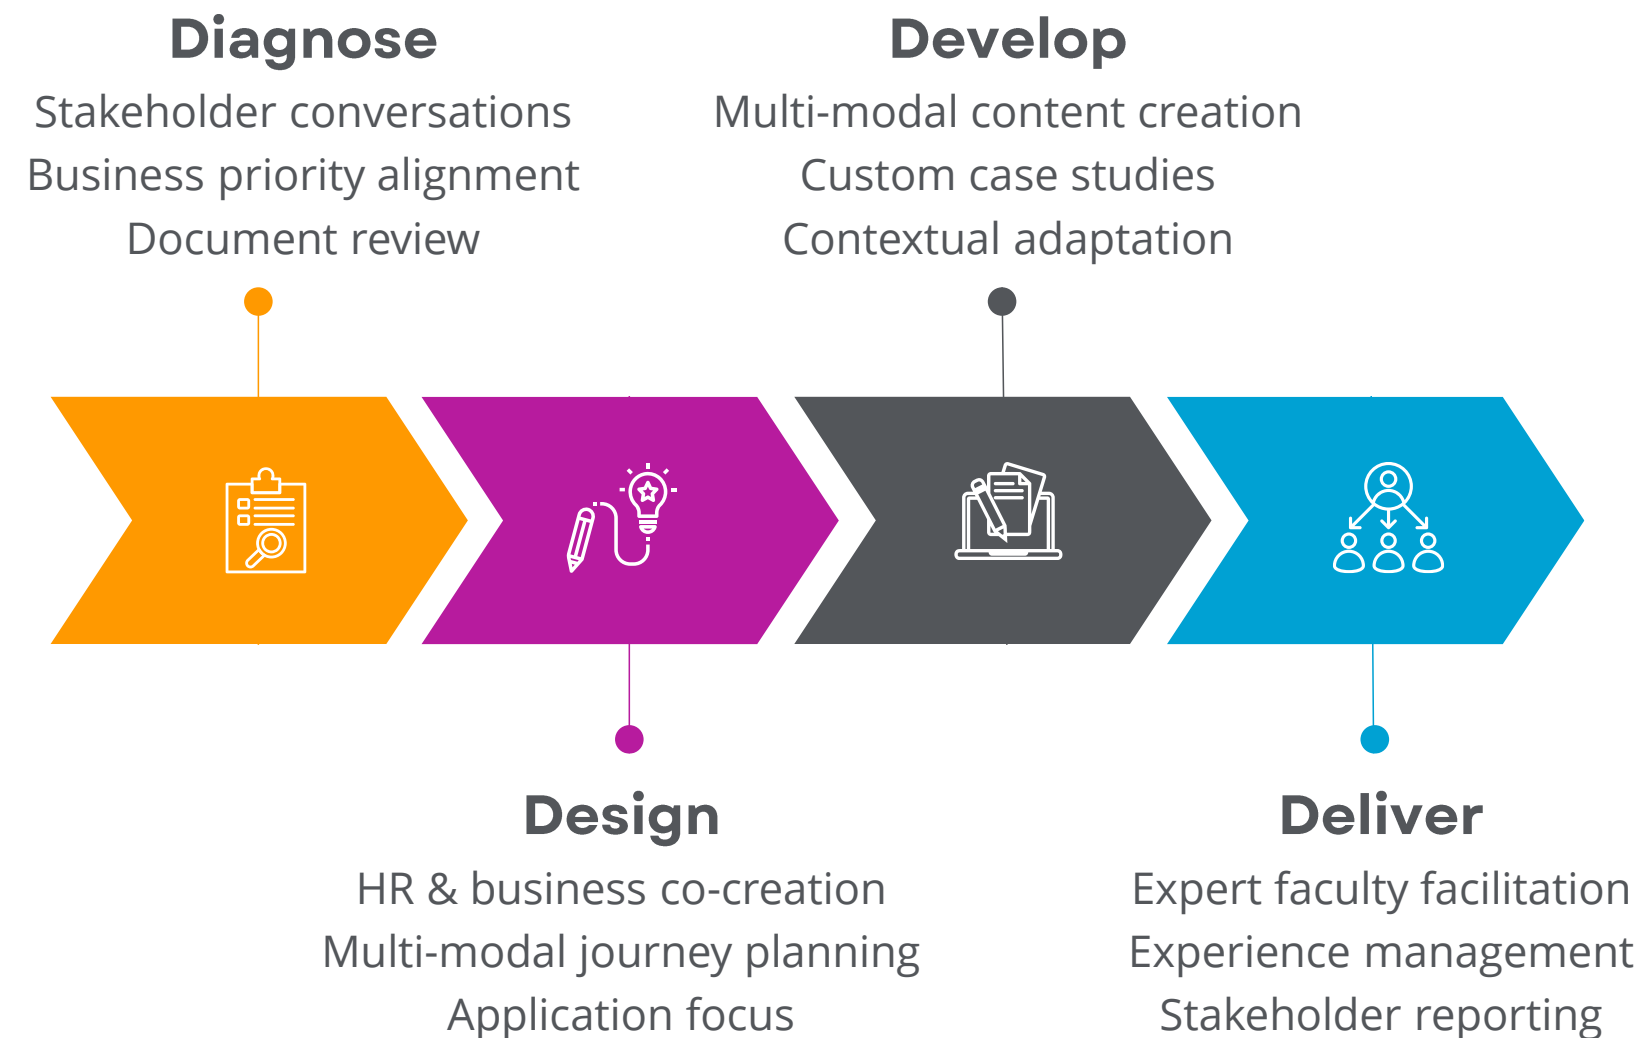 Diagnose
Stakeholder conversations
Business priority alignment
Document review
Develop
Multi-modal content creation
Custom case studies
Contextual adaptation
Design
HR & business co-creation
Multi-modal journey planning
Application focus
Deliver
Expert faculty facilitation
Experience management
Stakeholder reporting